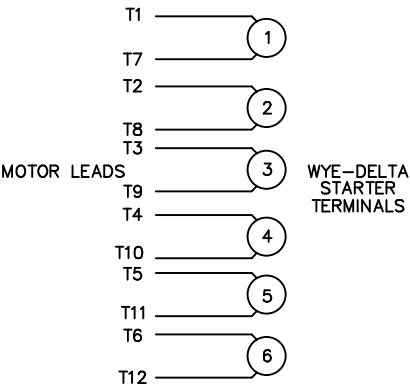 T1
1
T7
T2
2
T8
T3
MOTOR LEADS
3
WYE-DELTA
STARTER
TERMINALS
T9
T4
4
T10
T5
5
T11
T6
6
T12